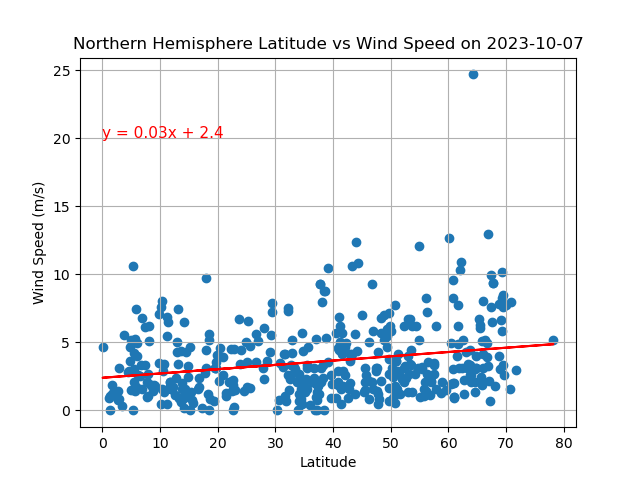 Northern Hemisphere Latitude vs Wind Speed on 2023-10-07
25
20
15
10
5
0
Wind Speed (m/s)
y = 0.03x + 2.4
0 10 20 30 40 50 60 70 80
Latitude